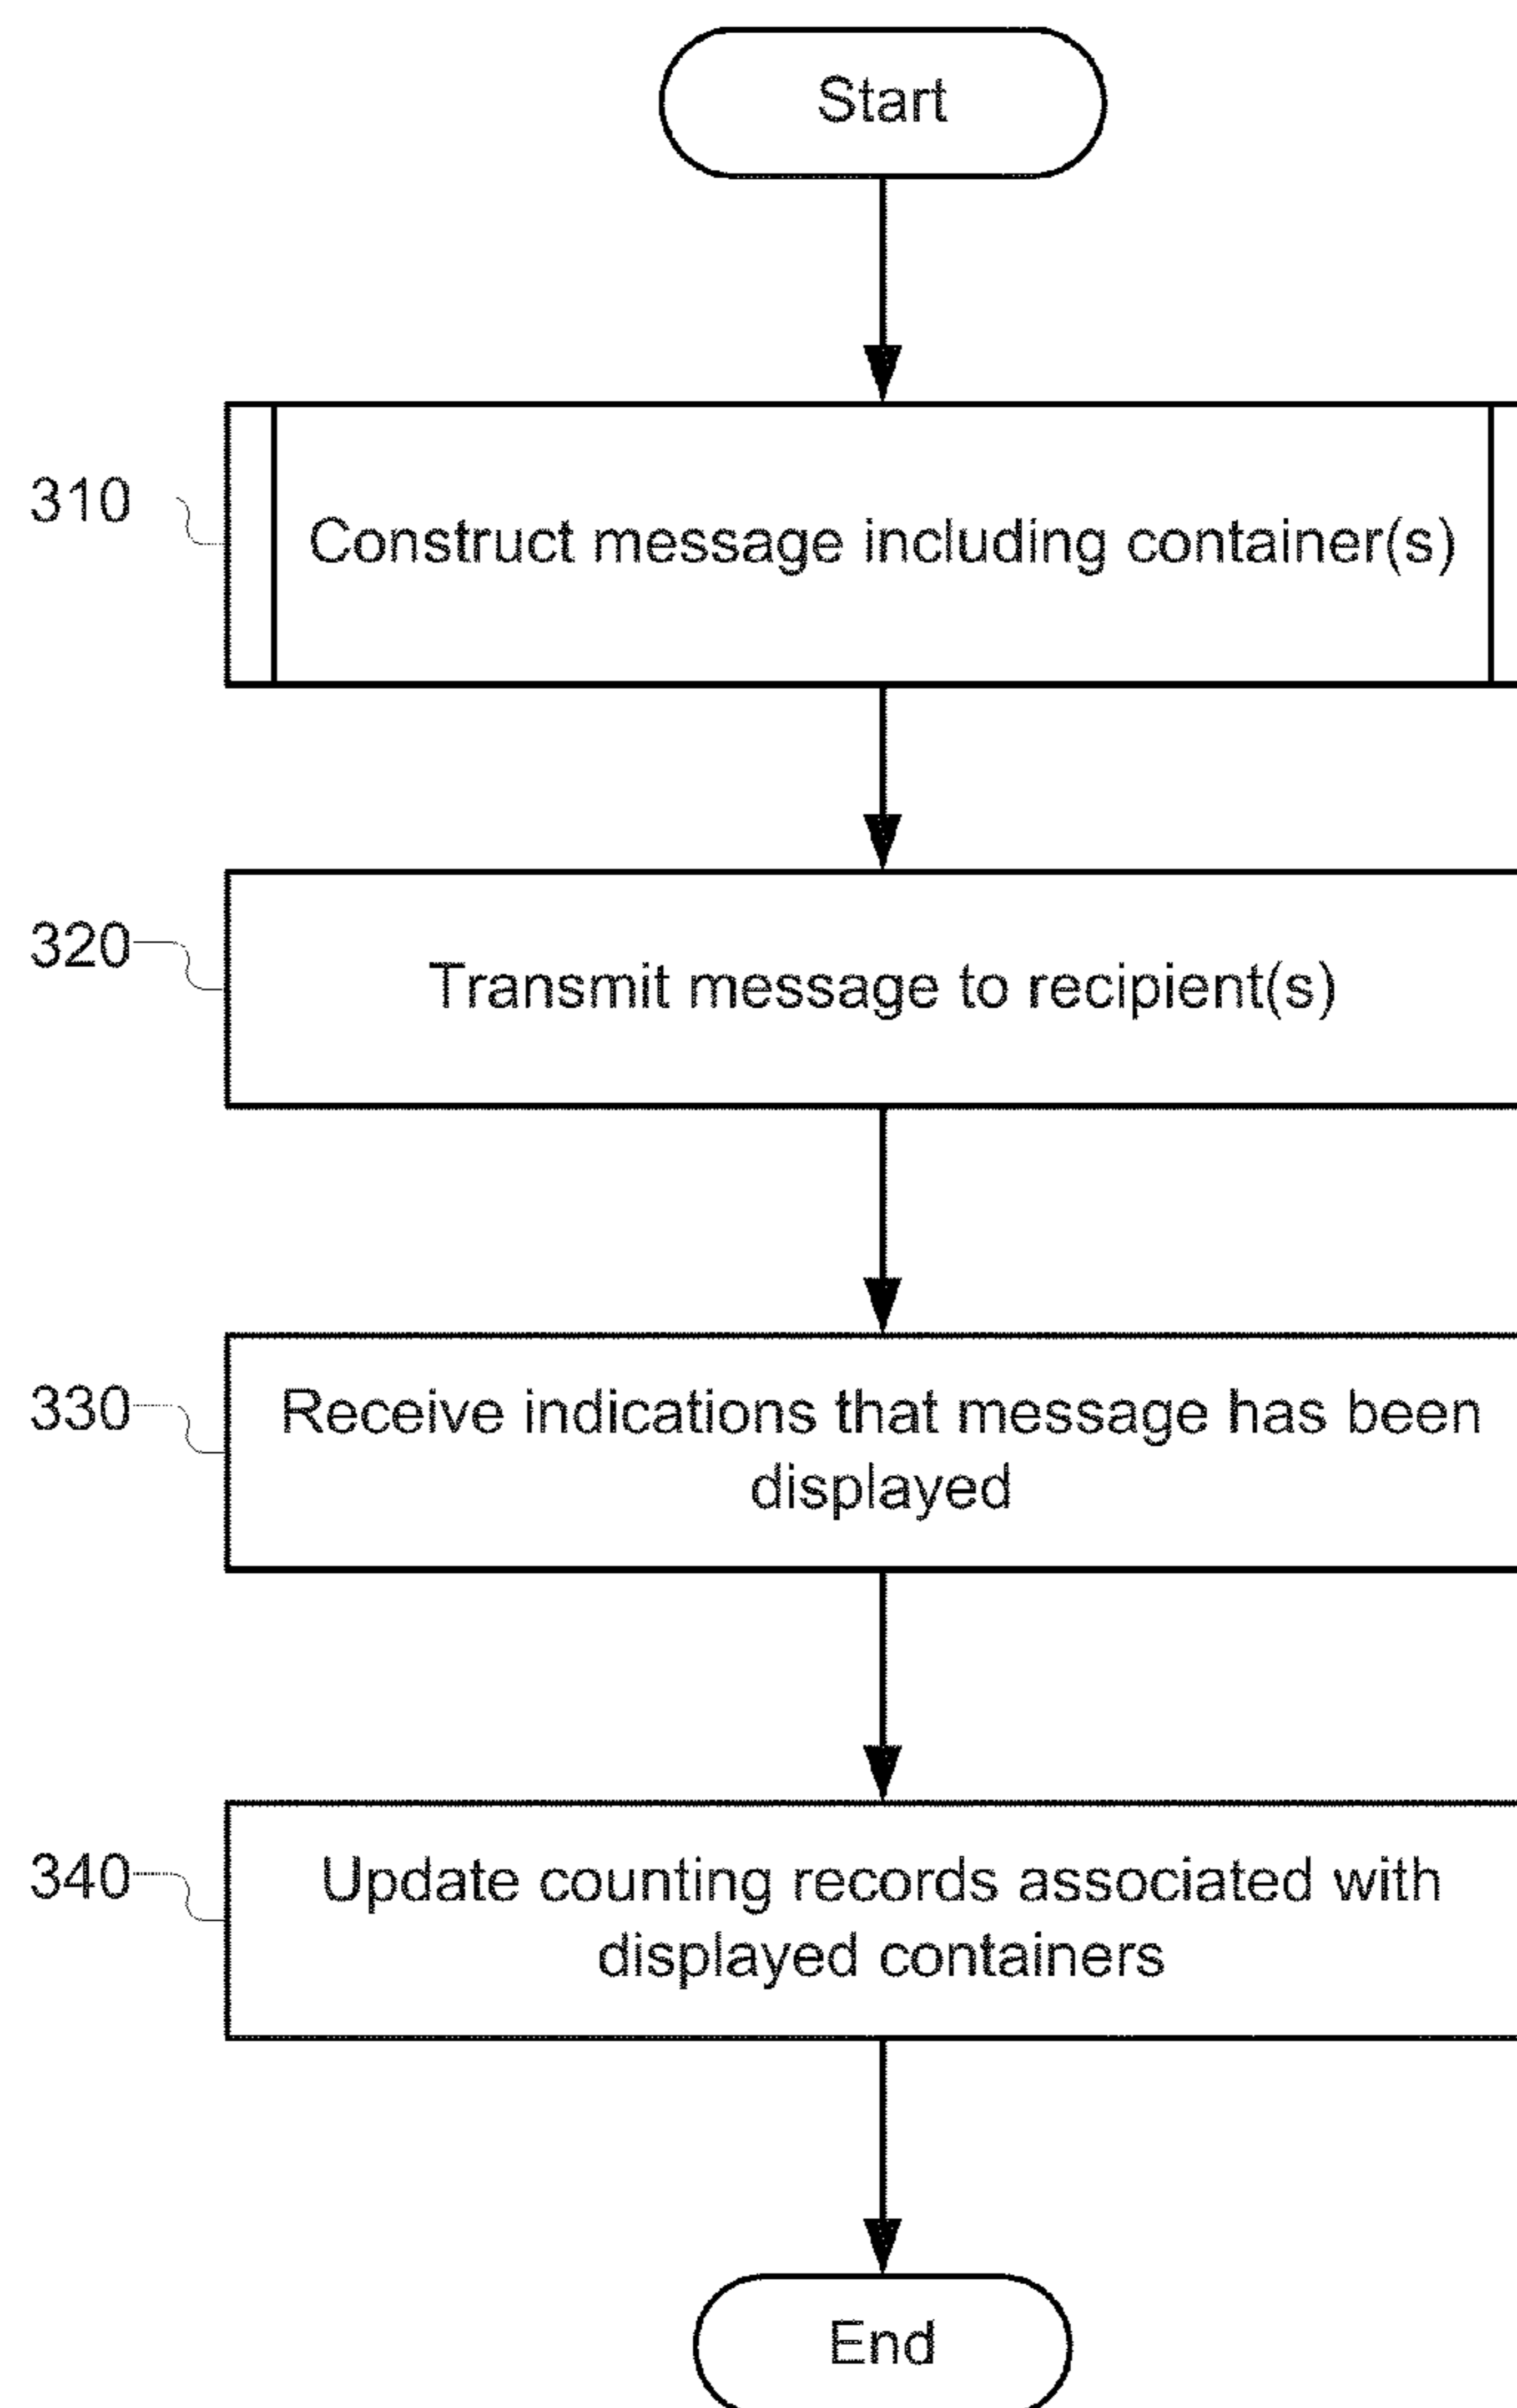 Start
310
Construct message including container(s)
320
Transmit message to recipient(s)
330
Receive indications that message has been
displayed
340
Update counting records associated with
displayed containers
End